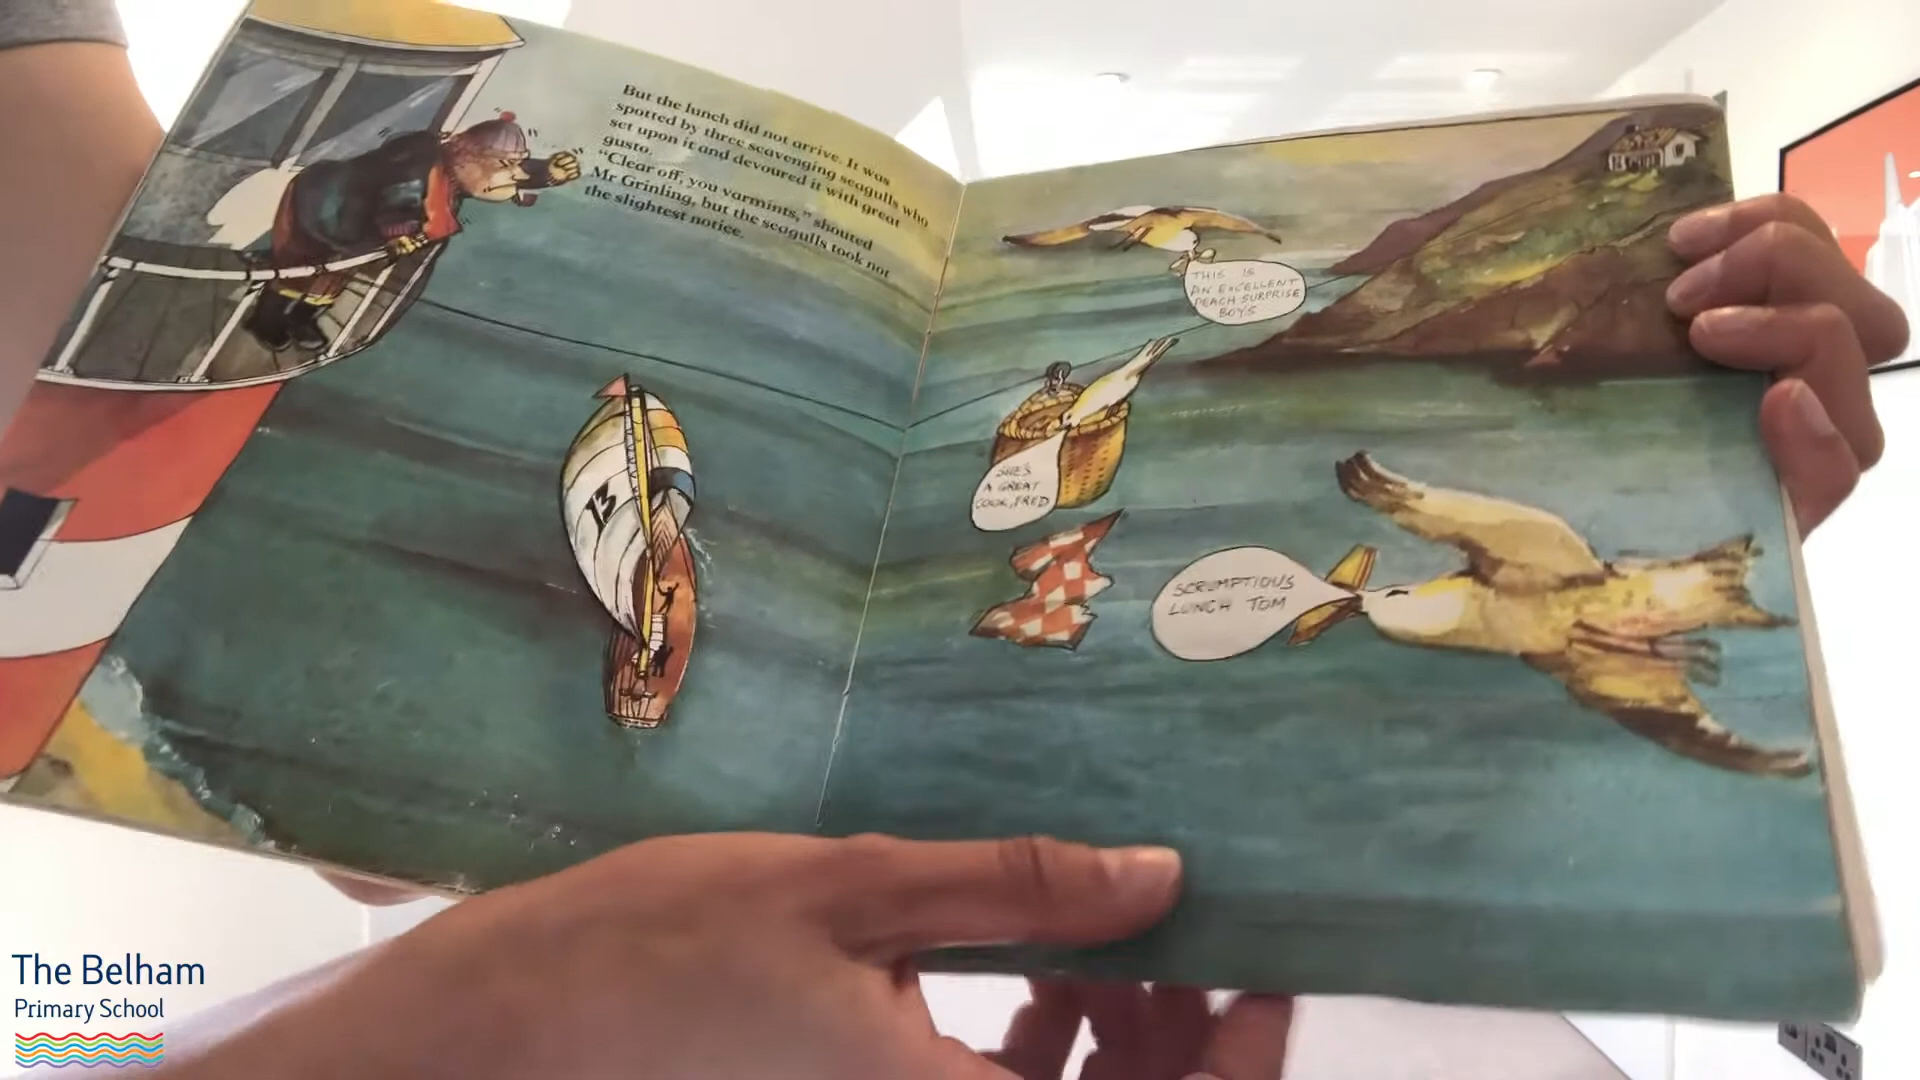 But the lunch did not arrive. It was
spotted by three scavenging seagulls who
set upon it and devoured it with great
gusto.
"Clear off, you varmints," shouted
Mr Grinling, but the seagulls took not
the slightest notice.
13
THIS IS
AN EXCELLENT
PEACH SURPRISE
BOYS
SHE'S
A GREAT
COOK, FRED
SCRUMPTIOUS
LUNCH TOM
The Belham
Primary School